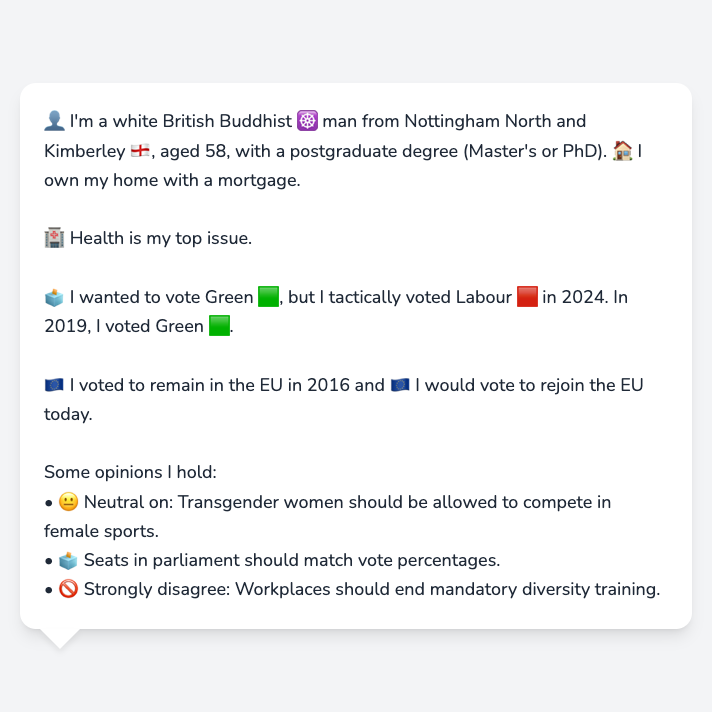 👤 I'm a white British Buddhist ☸️ man from Nottingham North and
Kimberley 🏴󠁧󠁢󠁥󠁮󠁧󠁿, aged 58, with a postgraduate degree (Master's or PhD). 🏠 I
own my home with a mortgage.
🏥 Health is my top issue.
🗳️ I wanted to vote Green 🟩, but I tactically voted Labour 🟥 in 2024. In
2019, I voted Green 🟩.
🇪🇺 I voted to remain in the EU in 2016 and 🇪🇺 I would vote to rejoin the EU
today.
Some opinions I hold:
• 😐 Neutral on: Transgender women should be allowed to compete in
female sports.
• 🗳️ Seats in parliament should match vote percentages.
• 🚫 Strongly disagree: Workplaces should end mandatory diversity training.